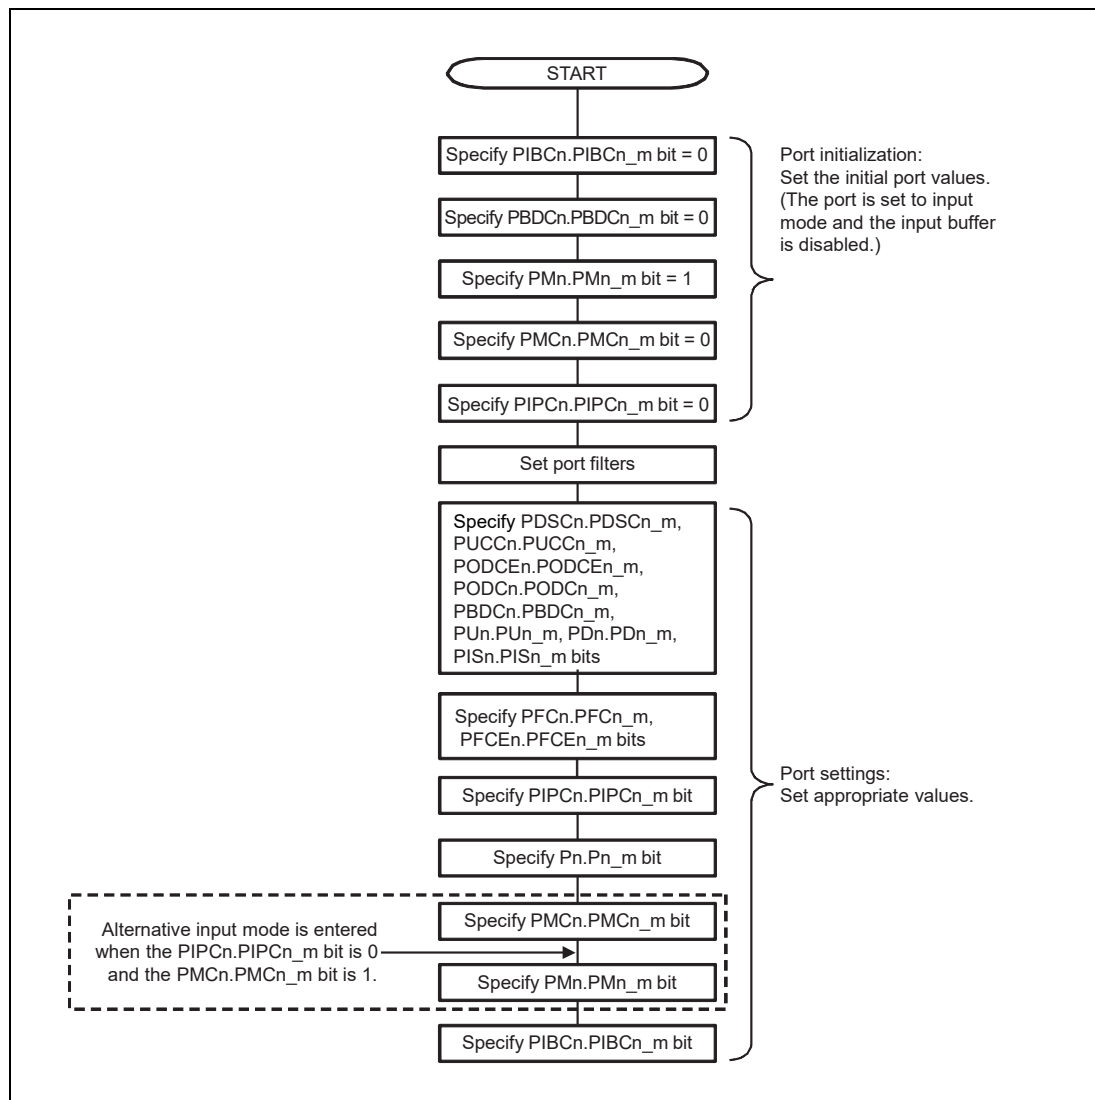 START
Specify PIBCn.PIBCn_m bit = 0
Port initialization:
Set the initial port values.
(The port is set to input
mode and the input buffer
is disabled.)
Specify PBDCn.PBDCn_m bit = 0
Specify PMn.PMn_m bit = 1
Specify PMCn.PMCn_m bit = 0
Specify PIPCn.PIPCn_m bit = 0
Set port filters
Specify PDSCn.PDSCn_m,
PUCCn.PUCCn_m,
PODCEn.PODCEn_m,
PODCn.PODCn_m,
PBDCn.PBDCn_m,
PUn.PUn_m, PDn.PDn_m,
PISn.PISn_m bits
Specify PFCn.PFCn_m,
PFCEn.PFCEn_m bits
Port settings:
Set appropriate values.
Specify PIPCn.PIPCn_m bit
Specify Pn.Pn_m bit
Specify PMCn.PMCn_m bit
Alternative input mode is entered
when the PIPCn.PIPCn_m bit is 0
and the PMCn.PMCn_m bit is 1.
Specify PMn.PMn_m bit
Specify PIBCn.PIBCn_m bit